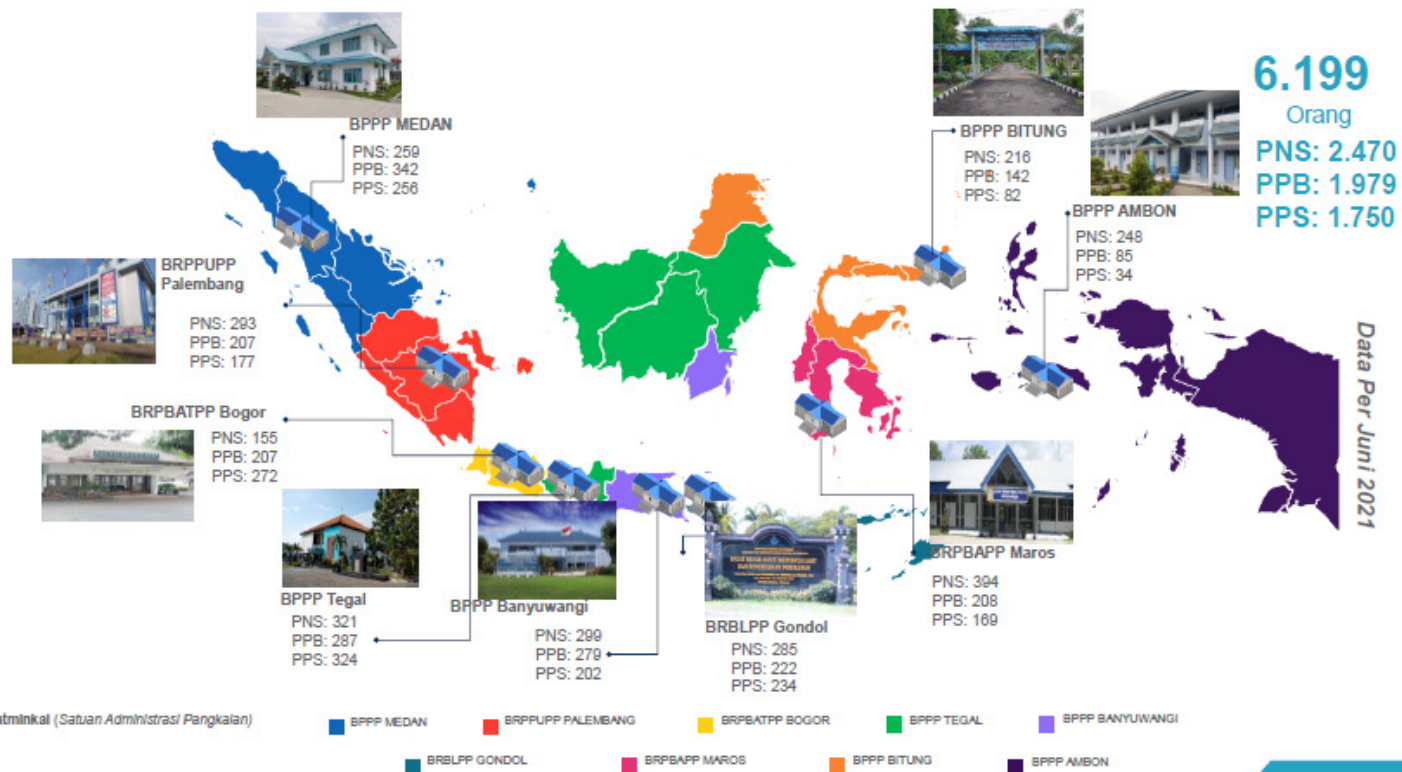 BPPP MEDAN
PNS: 259
PPB: 342
PPS: 256
BPPP BITUNG
PNS: 216
PPB: 142
PPS: 82
6.199
Orang
PNS: 2.470
PPB: 1.979
PPS: 1.750
BPPP AMBON
PNS: 248
PPB: 85
PPS: 34
BRPPUPP
Palembang
PNS: 293
PPB: 207
PPS: 177
Data Per Juni 2021
BRPBATPP Bogor
PNS: 155
PPB: 207
PPS: 272
BRPBAPP Maros
PNS: 394
PPB: 208
PPS: 169
BPPP Tegal
PNS: 321
PPB: 287
PPS: 324
BPPP Banyuwangi
PNS: 299
PPB: 279
PPS: 202
BRBLPP Gondol
PNS: 285
PPB: 222
PPS: 234
(Satuan Administrasi Pangkalan)
BPPP MEDAN
BRPPUPP PALEMBANG
BRPBATPP BOGOR
BPPP TEGAL
BPPP BANYUWANGI
BRBLPP GONDOL
BRPBAPP MAROS
BPPP BITUNG
BPPP AMBON